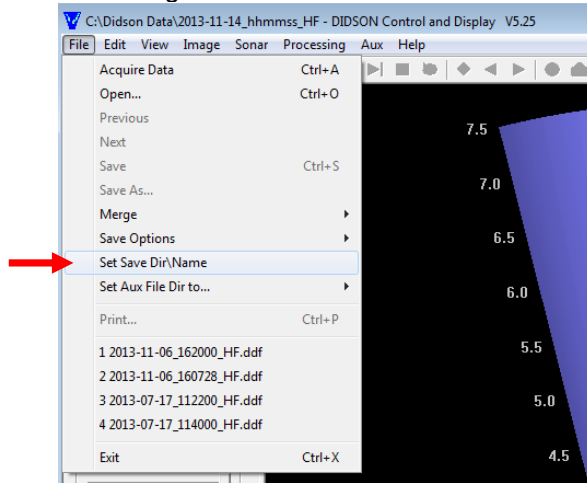 C:\Didson Data\2013-11-14_hhmmss_HF - DIDSON Control and Display V5.25
File Edit View Image Sonar Processing Aux Help
Acquire Data Ctrl+A
Open... Ctrl+O
Previous
Next
Save Ctrl+S
Save As...
Merge
Save Options
Set Save Dir\Name
Set Aux File Dir to...
Print... Ctrl+P
1 2013-11-06_162000_HF.ddf
2 2013-11-06_160728_HF.ddf
3 2013-07-17_112200_HF.ddf
4 2013-07-17_114000_HF.ddf
Exit Ctrl+X
7.5
7.0
6.5
6.0
5.5
5.0
4.5